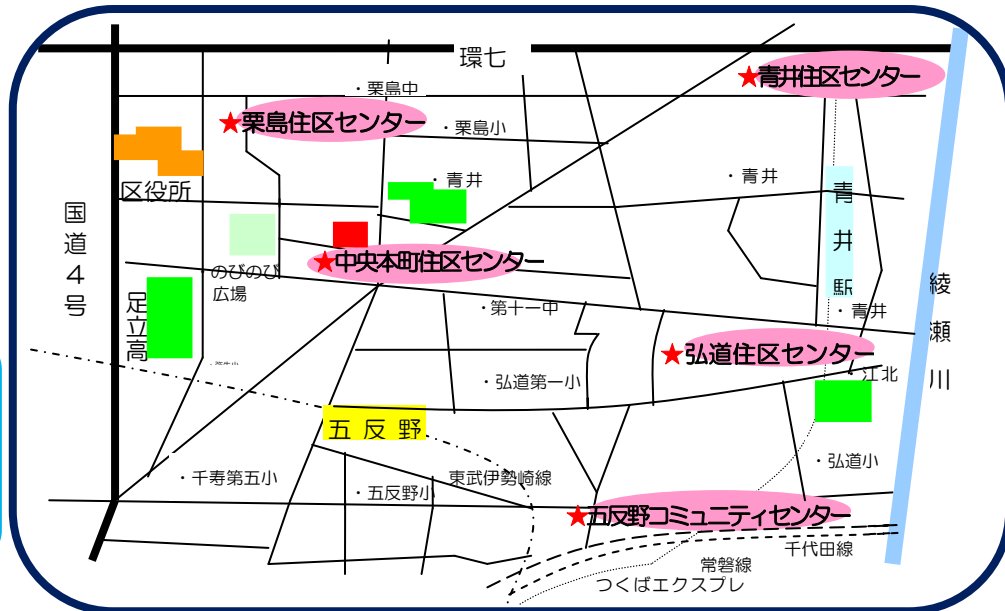 環七
青井住区センター
・栗島中
栗島住区センター
・栗島小
・青井
・青井
区役所
青井駅
国道4号
中央本町住区センター
のびのび
広場
綾瀬川
足立高
・第十一中
・青井
弘道住区センター
江北
・弘道第一小
五反野
・弘道小
・千寿第五小
東武伊勢崎線
・五反野小
五反野コミュニティセンター
千代田線
常磐線
つくばエクスプレ